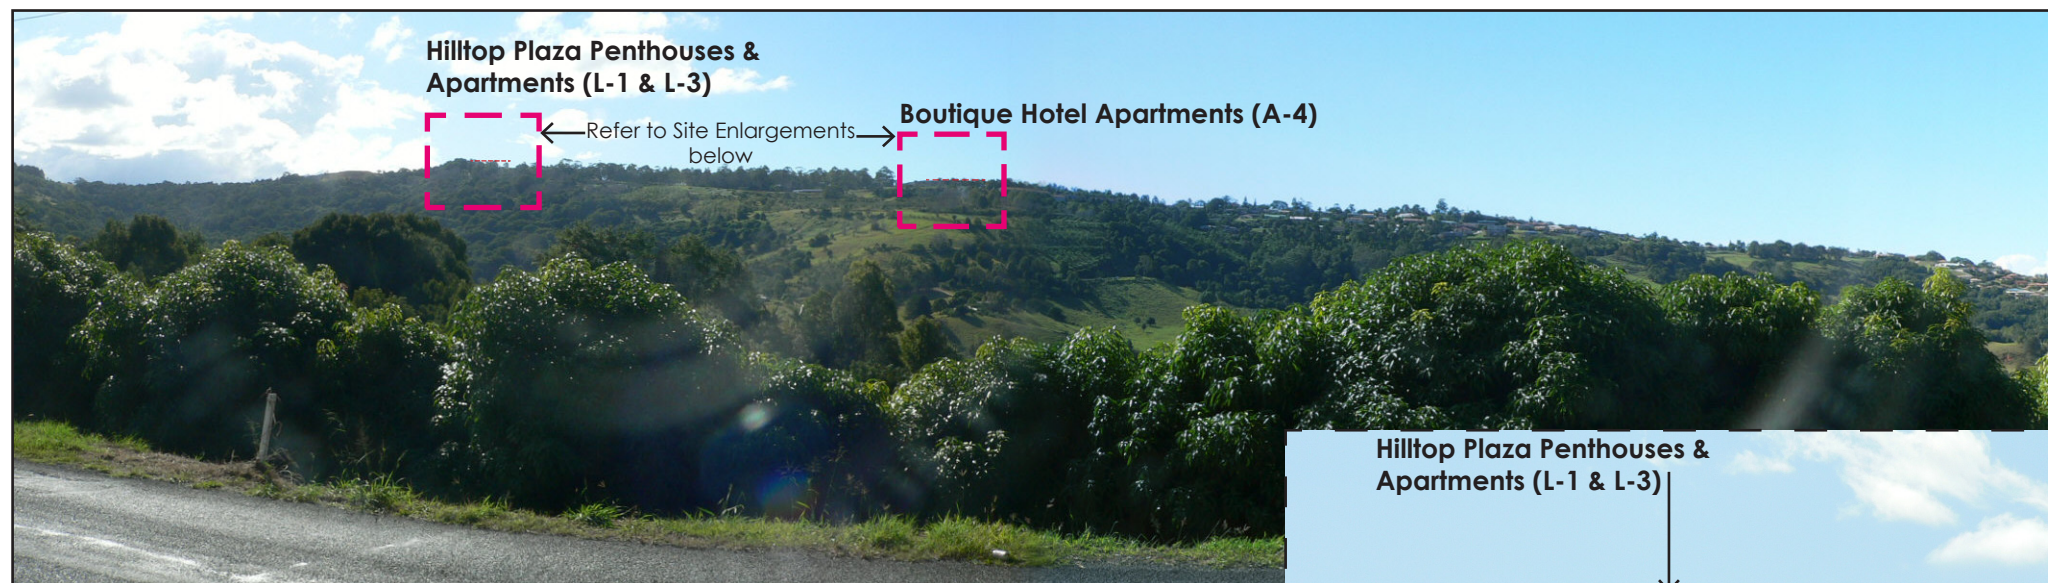 Hilltop Plaza Penthouses &
Apartments (L-1 & L-3)
Boutique Hotel Apartments (A-4)
Refer to Site Enlargements
below
Hilltop Plaza Penthouses &
Apartments (L-1 & L-3)